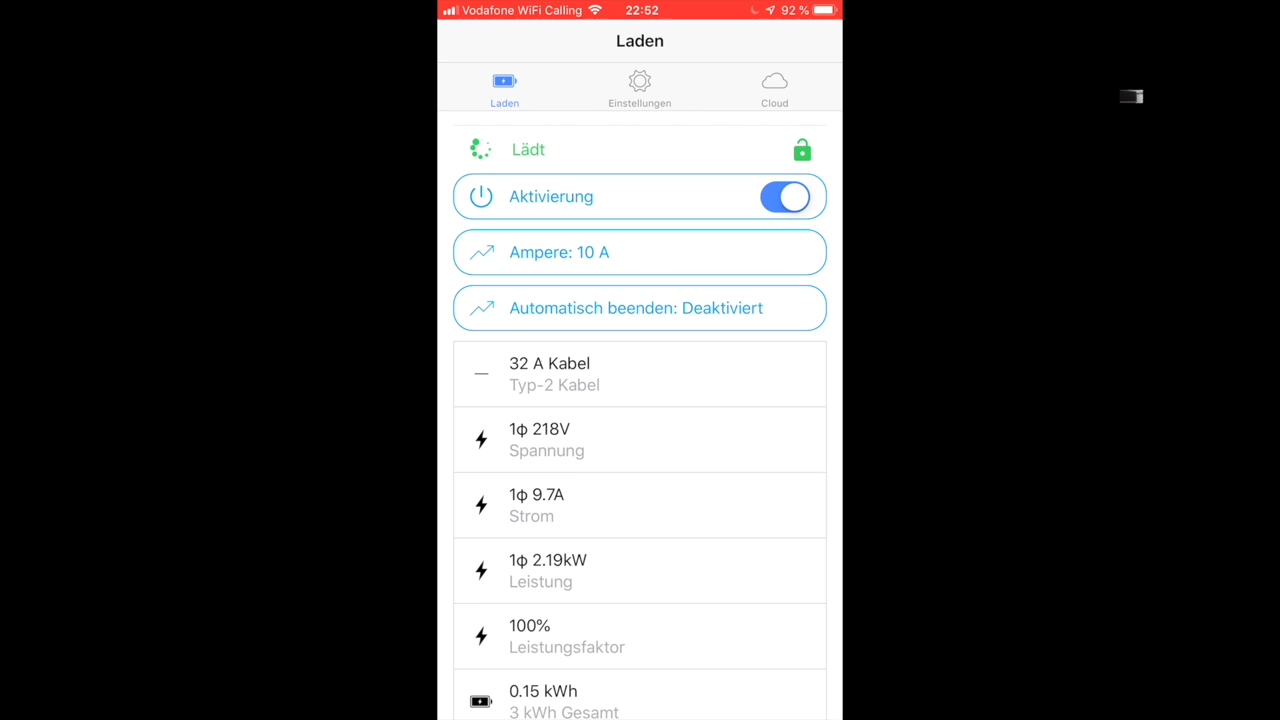 Vodafone WiFi Calling 22:52 92 %
Laden
Laden Einstellungen Cloud
Lädt
Aktivierung
Ampere: 10 A
Automatisch beenden: Deaktiviert
32 A Kabel
Typ-2 Kabel
1ϕ 218V
Spannung
1ϕ 9.7A
Strom
1ϕ 2.19kW
Leistung
100%
Leistungsfaktor
0.15 kWh
3 kWh Gesamt